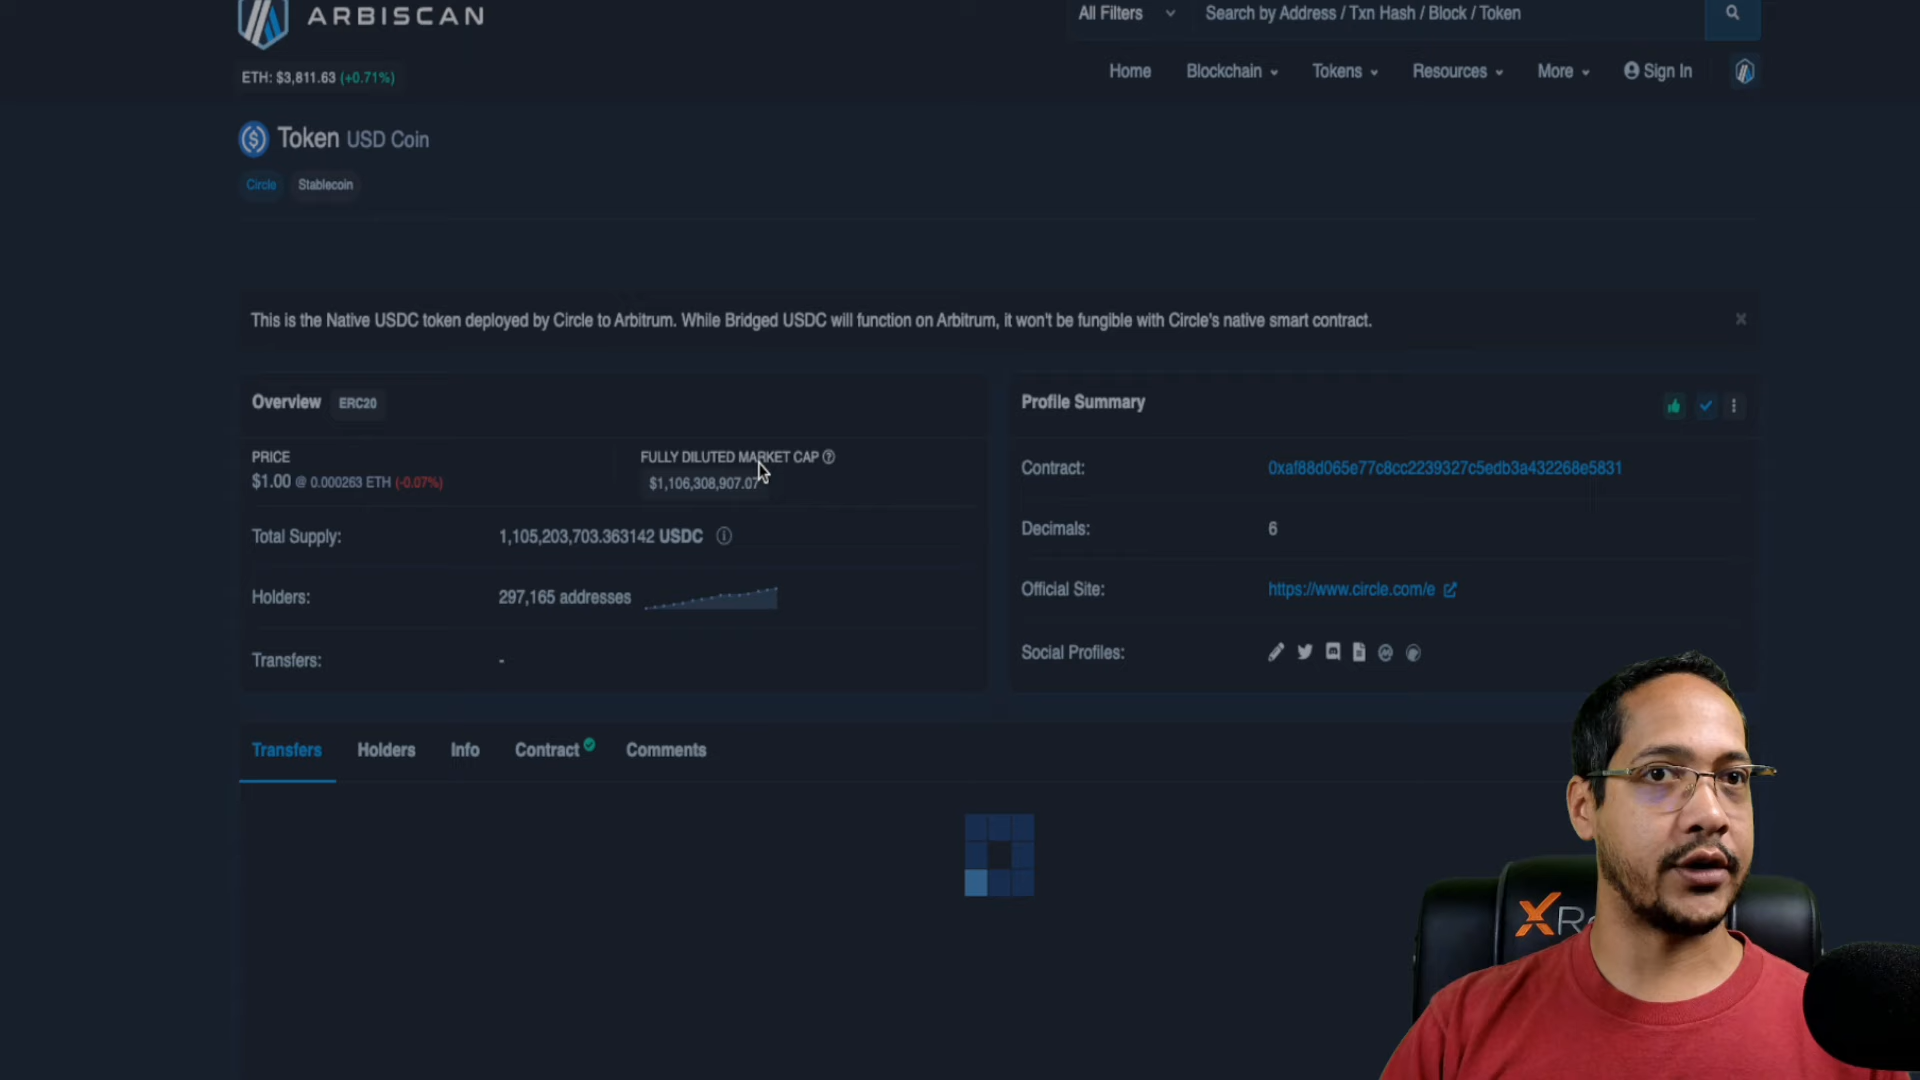 ARBISCAN
All Filters
Search by Address / Txn Hash / Block / Token
ETH: $3,811.63 (+0.71%)
Home Blockchain Tokens Resources More Sign In
Token USD Coin
Circle Stablecoin
This is the Native USDC token deployed by Circle to Arbitrum. While Bridged USDC will function on Arbitrum, it won't be fungible with Circle's native smart contract.
Overview ERC20
PRICE
$1.00 @ 0.000263 ETH (-0.07%)
FULLY DILUTED MARKET CAP
$1,106,308,907.07
Total Supply: 1,105,203,703.363142 USDC
Holders: 297,165 addresses
Transfers: -
Profile Summary
Contract: 0xaf88d065e77c8cc2239327c5edb3a432268e5831
Decimals: 6
Official Site: https://www.circle.com/e
Social Profiles:
Transfers Holders Info Contract Comments